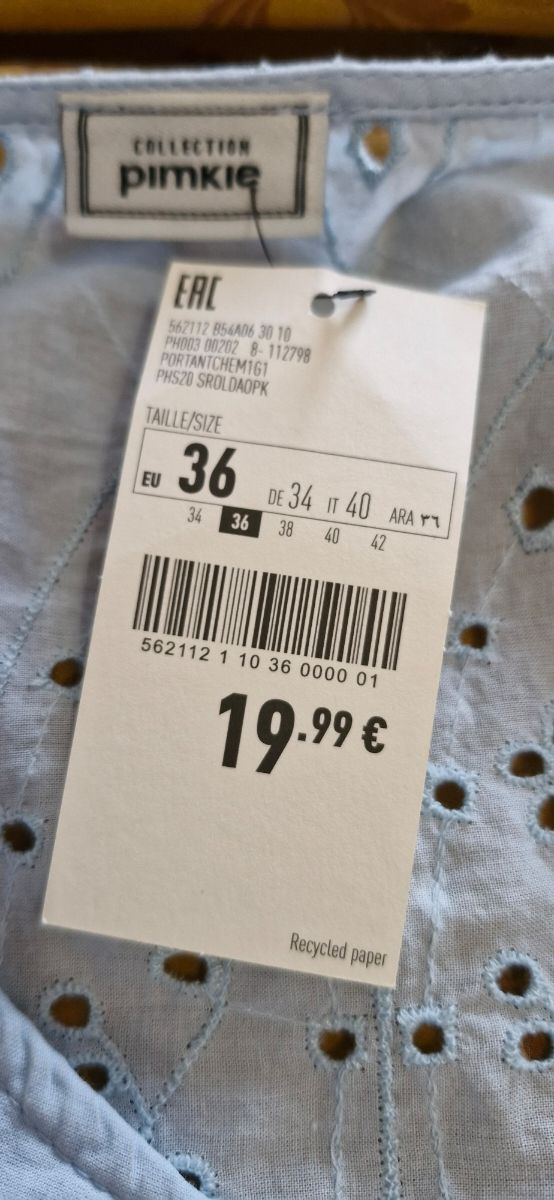 COLLECTION
pimkie
EAC
562112 B54A06 30 10
PH003 00202 8- 112798
PORTANTCHEM1G1
PHS20 SROLDAOPK
TAILLE/SIZE
EU 36 DE 34 IT 40 ARA ٣٦
34 36 38 40 42
562112 1 10 36 0000 01
19.99 €
Recycled paper